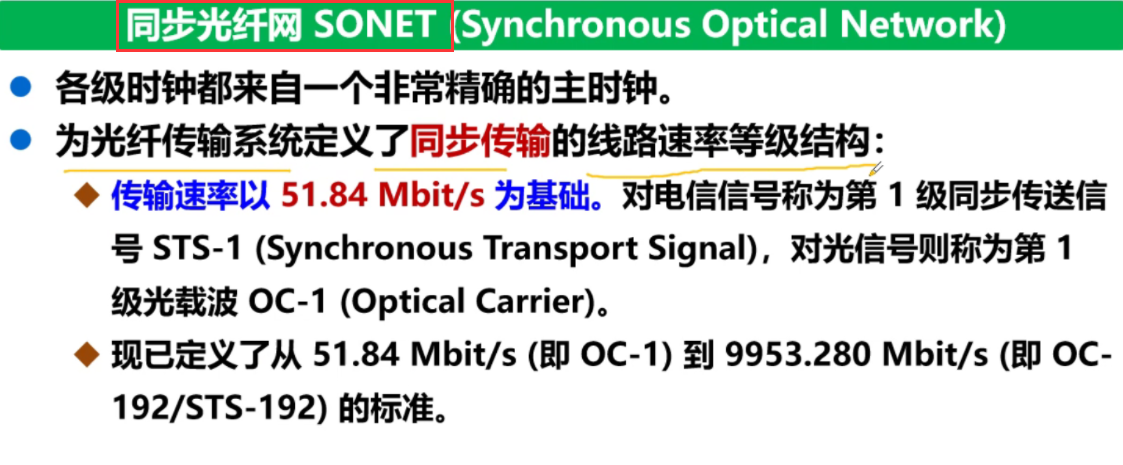 同步光纤网 SONET (Synchronous Optical Network)
各级时钟都来自一个非常精确的主时钟。
为光纤传输系统定义了同步传输的线路速率等级结构：
传输速率以 51.84 Mbit/s 为基础。对电信信号称为第 1 级同步传送信
号 STS-1 (Synchronous Transport Signal)，对光信号则称为第 1
级光载波 OC-1 (Optical Carrier)。
现已定义了从 51.84 Mbit/s (即 OC-1) 到 9953.280 Mbit/s (即 OC-
192/STS-192) 的标准。